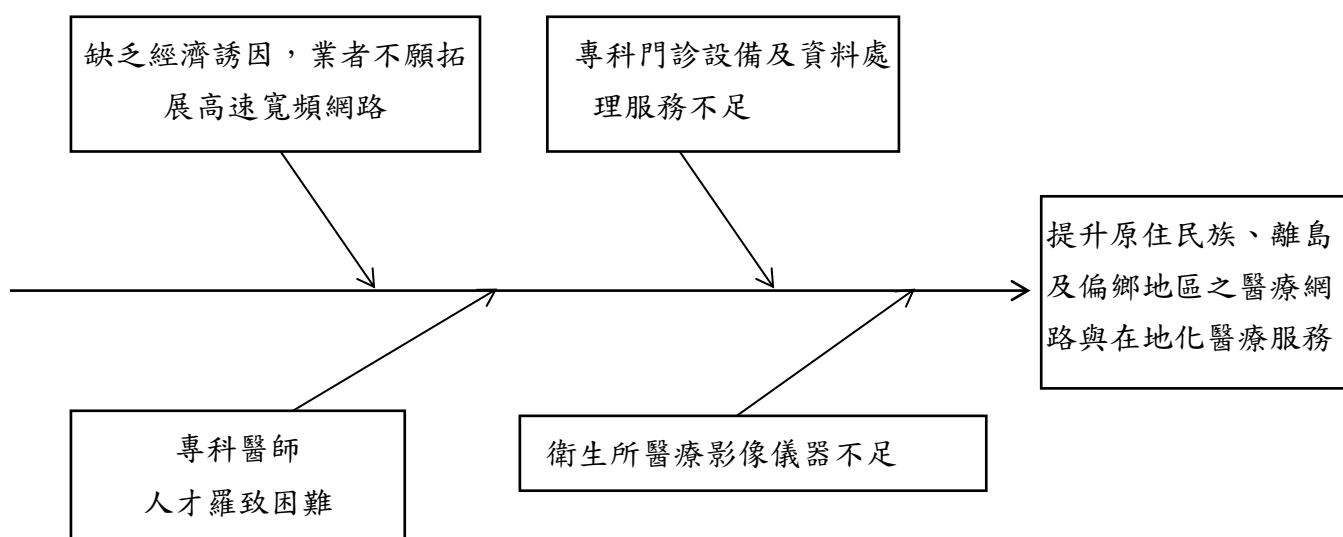 缺乏經濟誘因，業者不願拓
展高速寬頻網路
專科門診設備及資料處
理服務不足
提升原住民族、離島
及偏鄉地區之醫療網
路與在地化醫療服務
專科醫師
人才羅致困難
衛生所醫療影像儀器不足